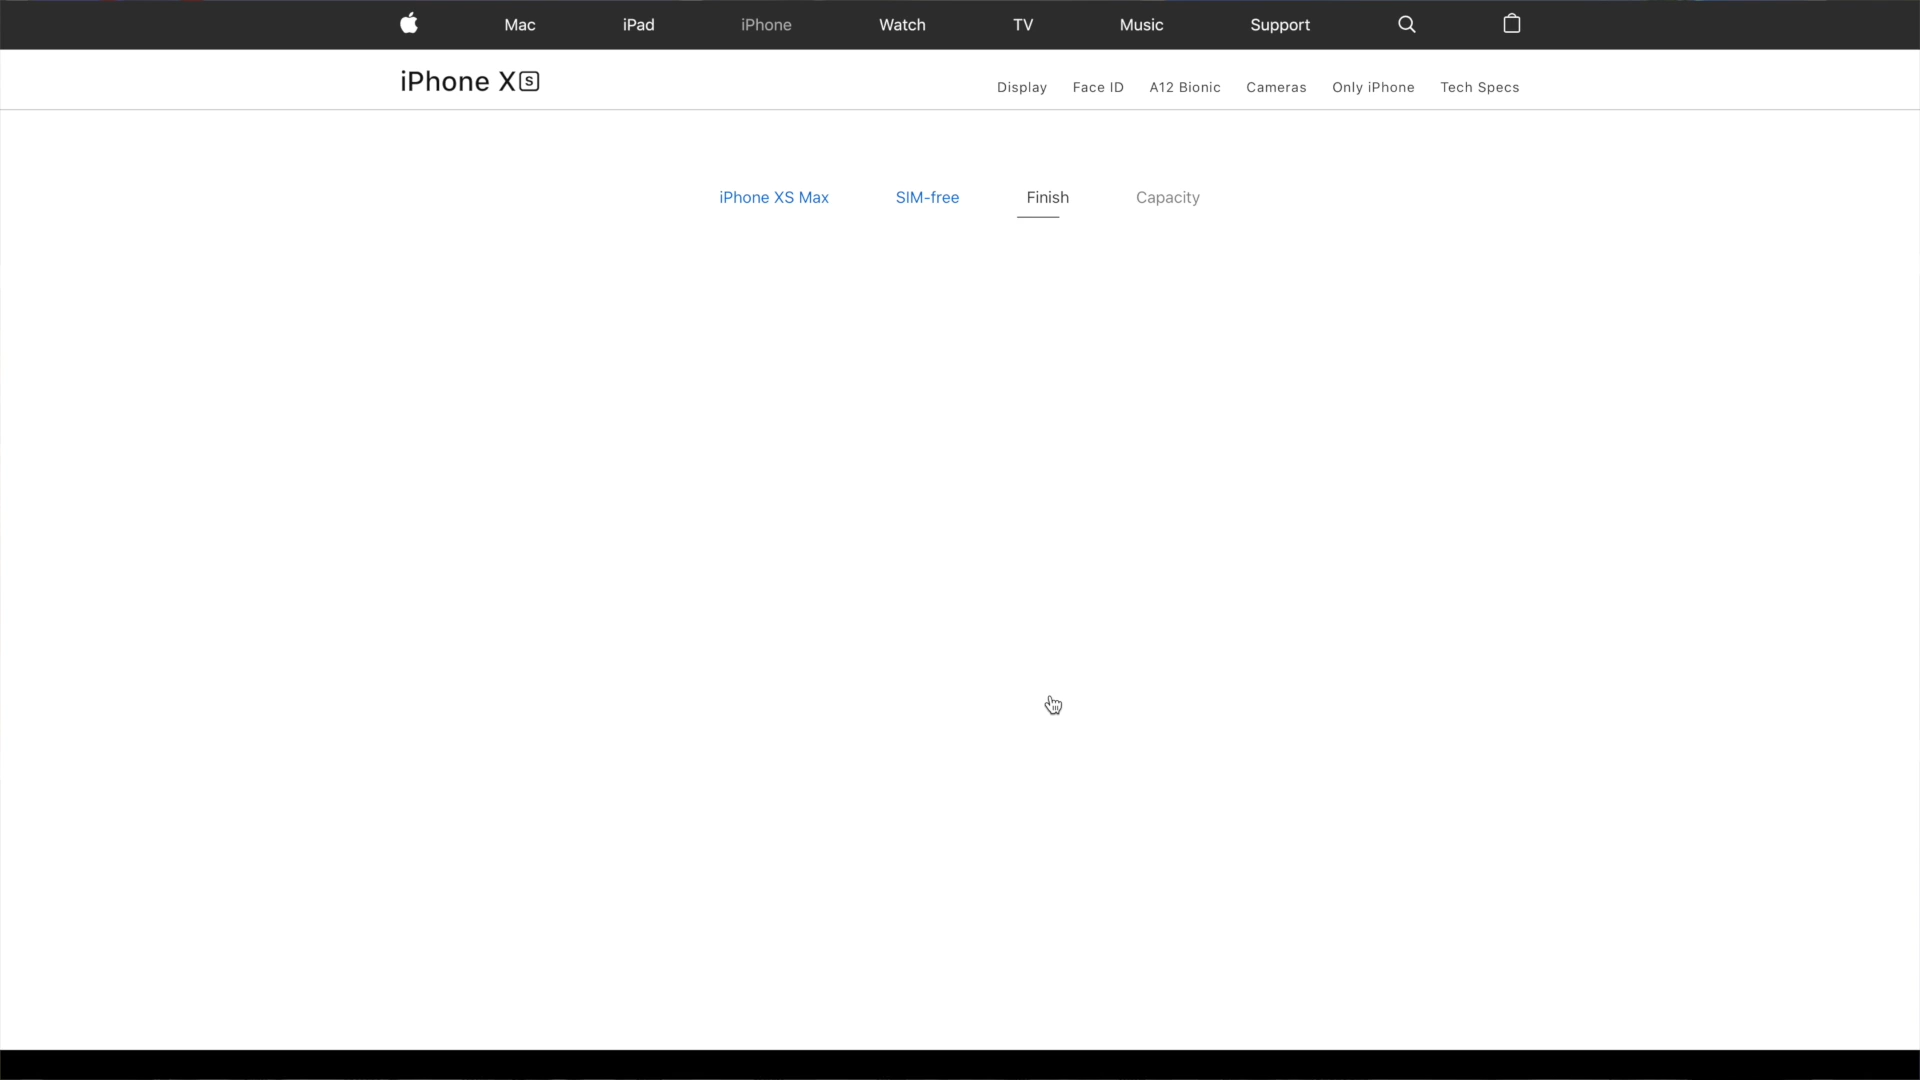 Mac iPad iPhone Watch TV Music Support
iPhone XS
Display Face ID A12 Bionic Cameras Only iPhone Tech Specs
iPhone XS Max SIM-free Finish Capacity